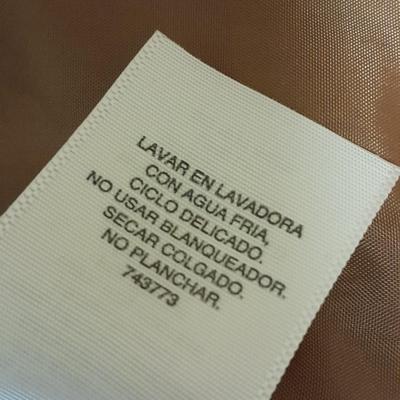 LAVAR EN LAVADORA
CON AGUA FRIA,
CICLO DELICADO.
NO USAR BLANQUEADOR.
SECAR COLGADO.
NO PLANCHAR.
743773